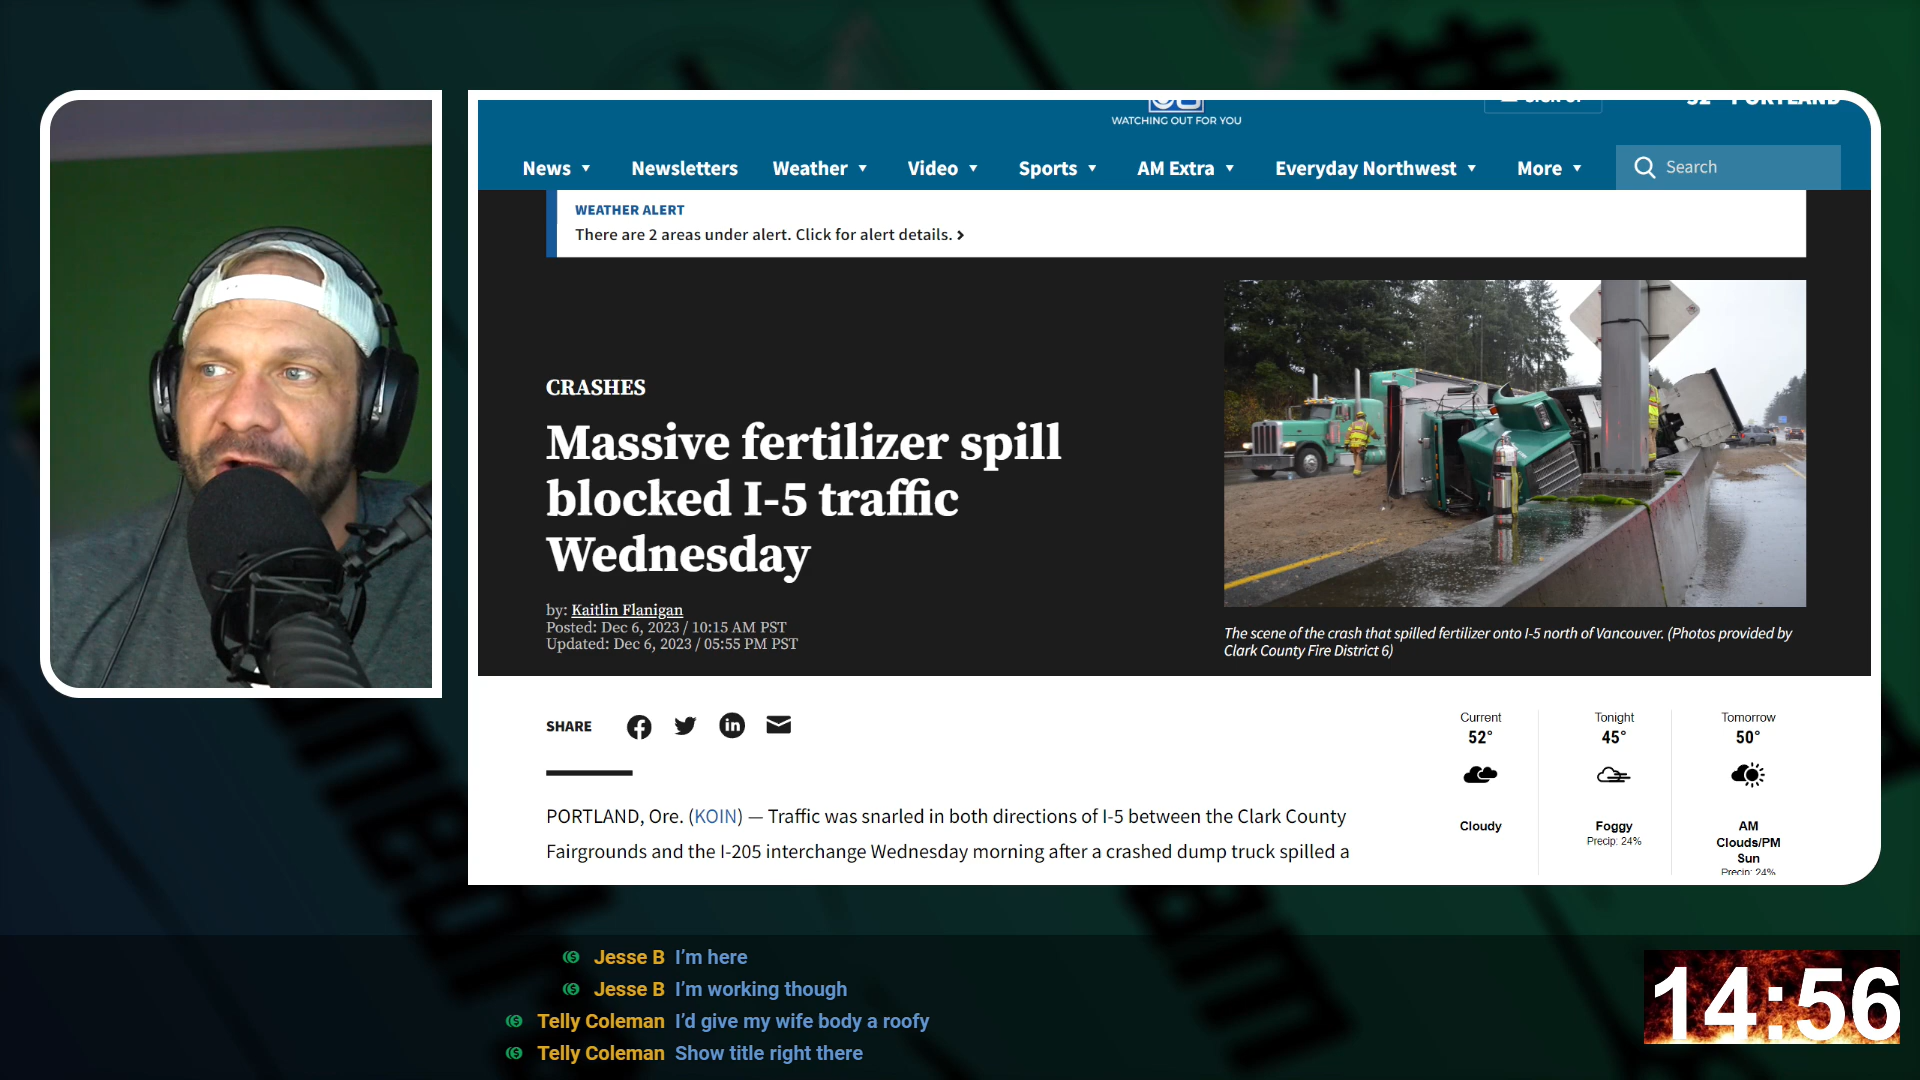 WATCHING OUT FOR YOU
News
Newsletters
Weather
Video
Sports
AM Extra
Everyday Northwest
More
Search
WEATHER ALERT
There are 2 areas under alert. Click for alert details.
CRASHES
Massive fertilizer spill
blocked I-5 traffic
Wednesday
by: Kaitlin Flanigan
Posted: Dec 6, 2023 / 10:15 AM PST
Updated: Dec 6, 2023 / 05:55 PM PST
The scene of the crash that spilled fertilizer onto I-5 north of Vancouver. (Photos provided by
Clark County Fire District 6)
SHARE
PORTLAND, Ore. (KOIN) — Traffic was snarled in both directions of I-5 between the Clark County
Fairgrounds and the I-205 interchange Wednesday morning after a crashed dump truck spilled a
Current
52°
Cloudy
Tonight
45°
Foggy
Precip: 24%
Tomorrow
50°
AM
Clouds/PM
Sun
Precip: 24%
Jesse B I’m here
Jesse B I’m working though
Telly Coleman I’d give my wife body a roofy
Telly Coleman Show title right there
14:56